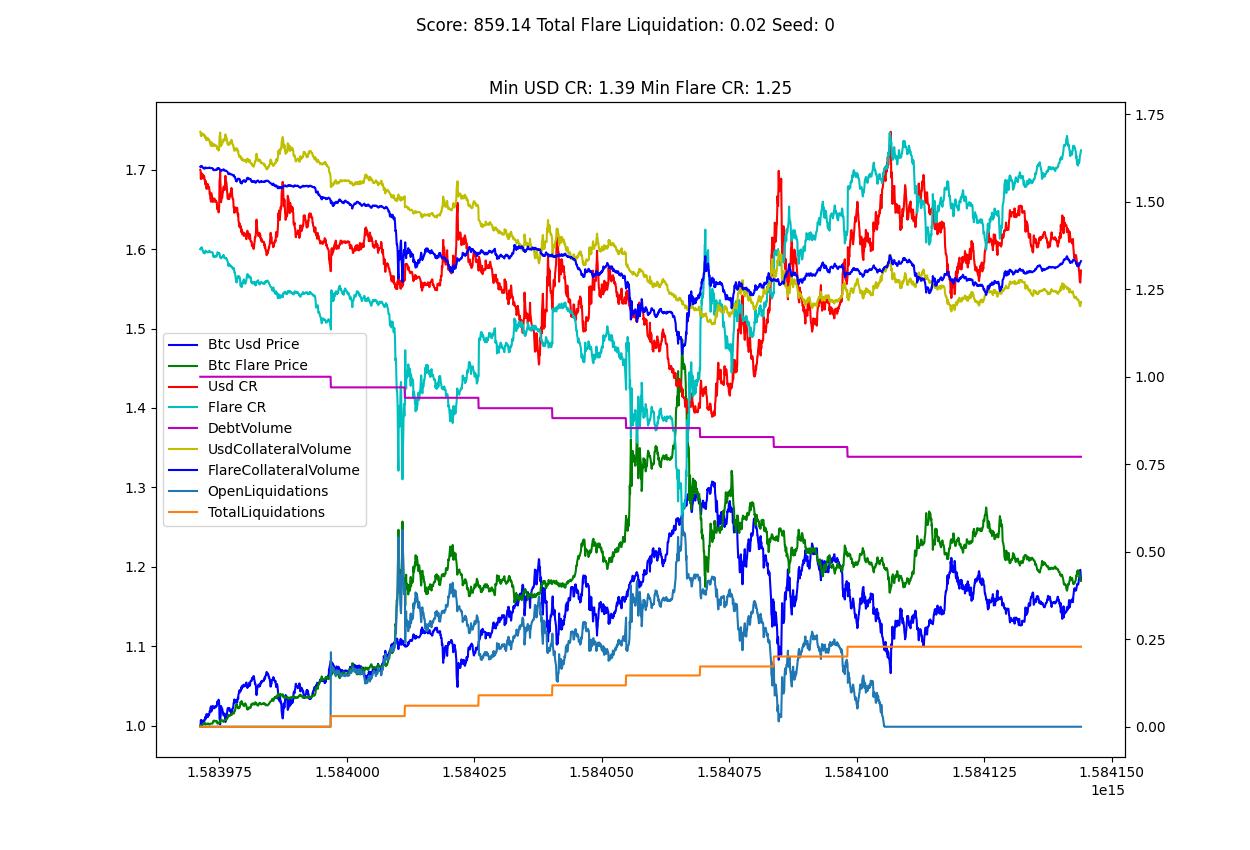 Score: 859.14 Total Flare Liquidation: 0.02 Seed: 0
Min USD CR: 1.39 Min Flare CR: 1.25
1.7
1.6
1.5
1.4
1.3
1.2
1.1
1.0
1.75
1.50
1.25
1.00
0.75
0.50
0.25
0.00
Btc Usd Price
Btc Flare Price
Usd CR
Flare CR
DebtVolume
UsdCollateralVolume
FlareCollateralVolume
OpenLiquidations
TotalLiquidations
1.583975 1.584000 1.584025 1.584050 1.584075 1.584100 1.584125 1.584150
1e15